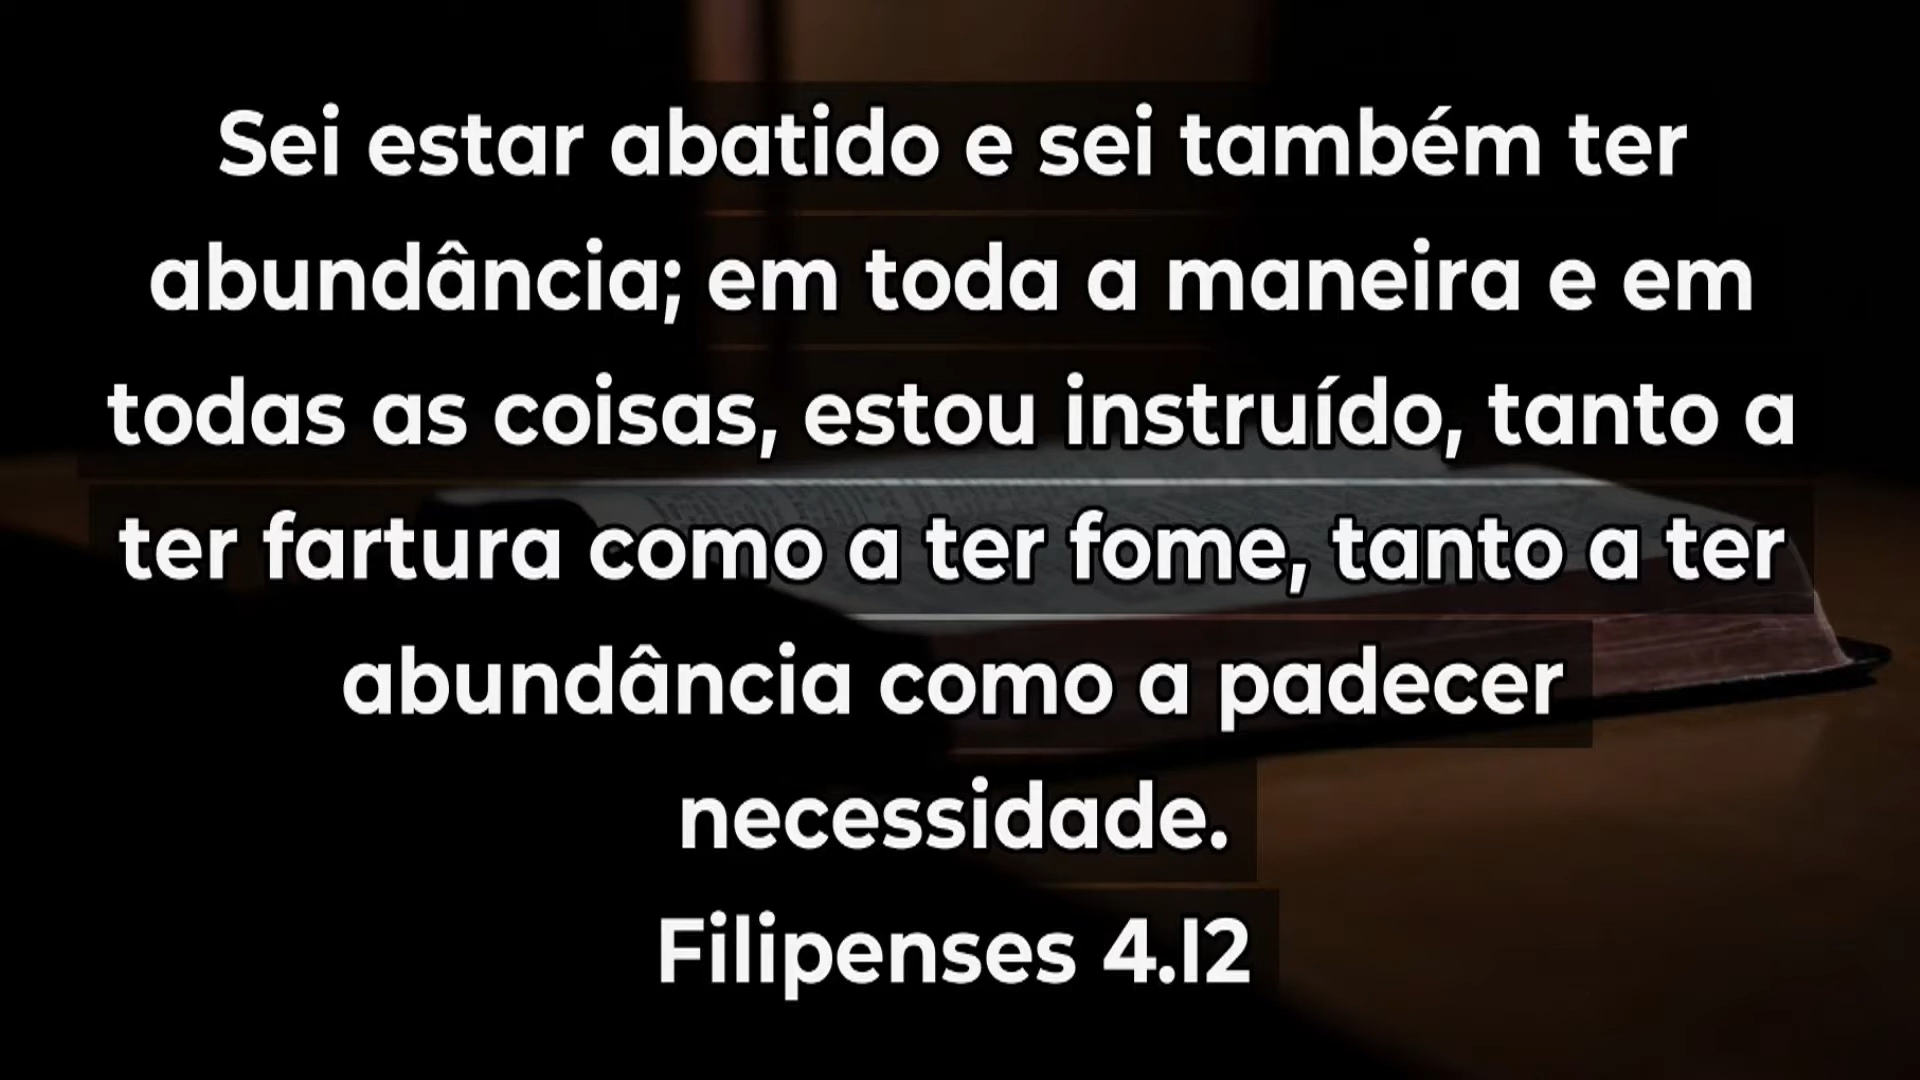 Sei estar abatido e sei também ter
abundância; em toda a maneira e em
todas as coisas, estou instruído, tanto a
ter fartura como a ter fome, tanto a ter
abundância como a padecer
necessidade.
Filipenses 4.12